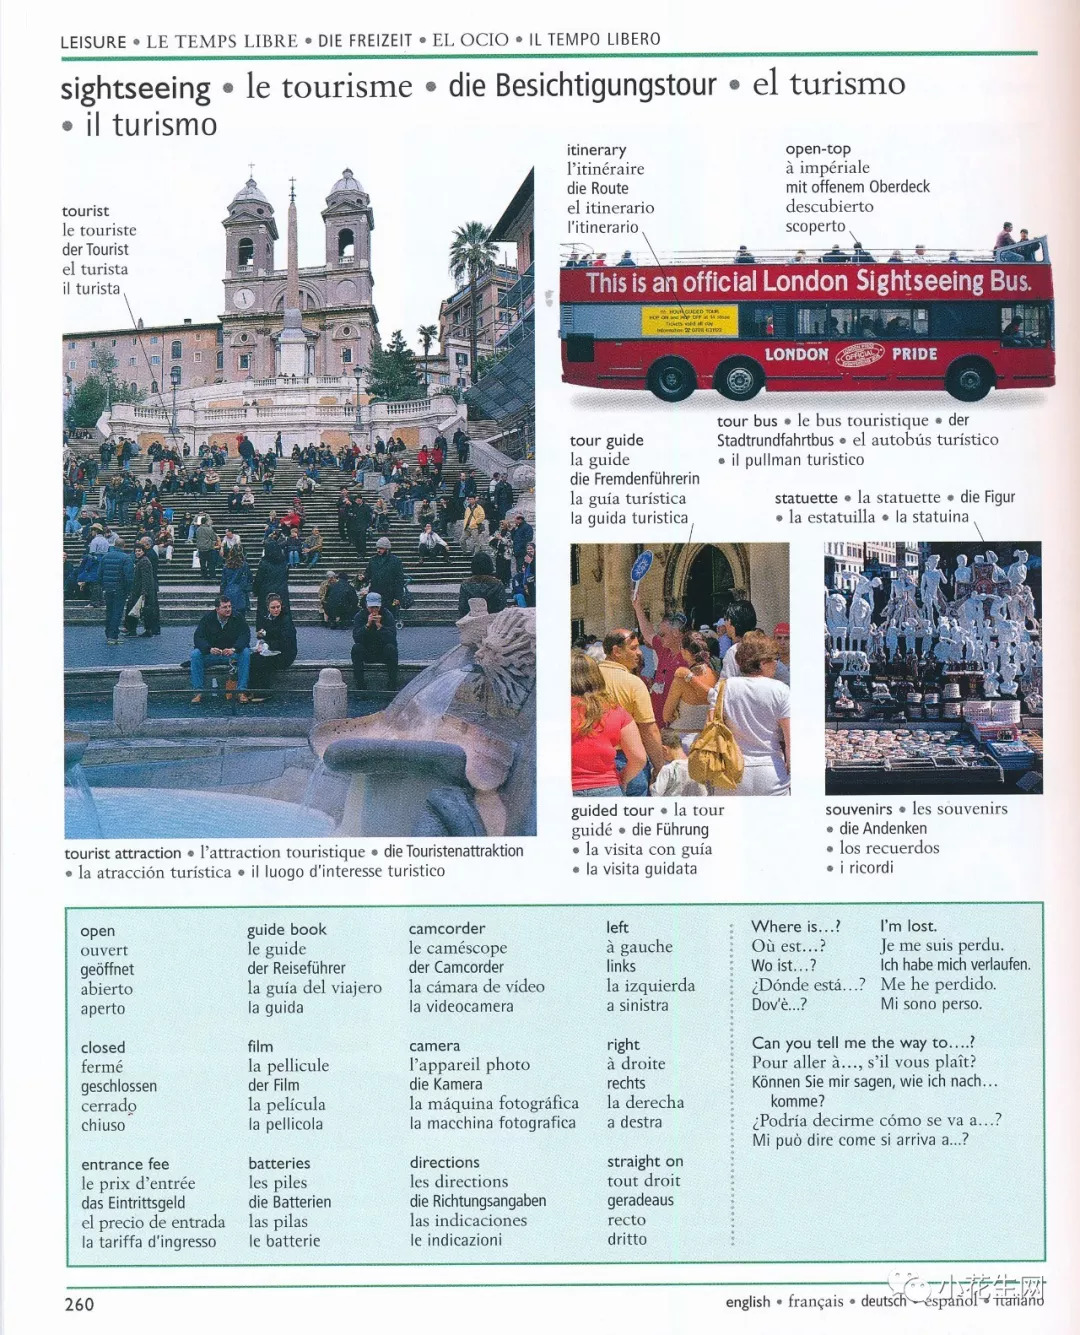 LEISURE • LE TEMPS LIBRE • DIE FREIZEIT • EL OCIO • IL TEMPO LIBERO
sightseeing • le tourisme • die Besichtigungstour • el turismo
• il turismo
tourist
le touriste
der Tourist
el turista
il turista
itinerary
l'itinéraire
die Route
el itinerario
l'itinerario
open-top
à impériale
mit offenem Oberdeck
descubierto
scoperto
This is an official London Sightseeing Bus.
LONDON
OFFICIAL
PRIDE
tour bus • le bus touristique • der
Stadtrundfahrtbus • el autobús turístico
• il pullman turistico
tour guide
la guide
die Fremdenführerin
la guía turística
la guida turistica
statuette • la statuette • die Figur
• la estatuilla • la statuina
tourist attraction • l'attraction touristique • die Touristenattraktion
• la atracción turística • il luogo d'interesse turistico
guided tour • la tour
guidé • die Führung
• la visita con guía
• la visita guidata
souvenirs • les souvenirs
• die Andenken
• los recuerdos
• i ricordi
open
ouvert
geöffnet
abierto
aperto
guide book
le guide
der Reiseführer
la guía del viajero
la guida
camcorder
le caméscope
der Camcorder
la cámara de vídeo
la videocamera
left
à gauche
links
la izquierda
a sinistra
closed
fermé
geschlossen
cerrado
chiuso
film
la pellicule
der Film
la película
la pellicola
camera
l'appareil photo
die Kamera
la máquina fotográfica
la macchina fotografica
right
à droite
rechts
la derecha
a destra
entrance fee
le prix d'entrée
das Eintrittsgeld
el precio de entrada
la tariffa d'ingresso
batteries
les piles
die Batterien
las pilas
le batterie
directions
les directions
die Richtungsangaben
las indicaciones
le indicazioni
straight on
tout droit
geradeaus
recto
dritto
Where is...?
Où est...?
Wo ist...?
¿Dónde está...?
Dov'è...?
I'm lost.
Je me suis perdu.
Ich habe mich verlaufen.
Me he perdido.
Mi sono perso.
Can you tell me the way to....?
Pour aller à..., s'il vous plaît?
Können Sie mir sagen, wie ich nach...
komme?
¿Podría decirme cómo se va a...?
Mi può dire come si arriva a...?
260
english • français • deutsch • español • italiano
小花生网